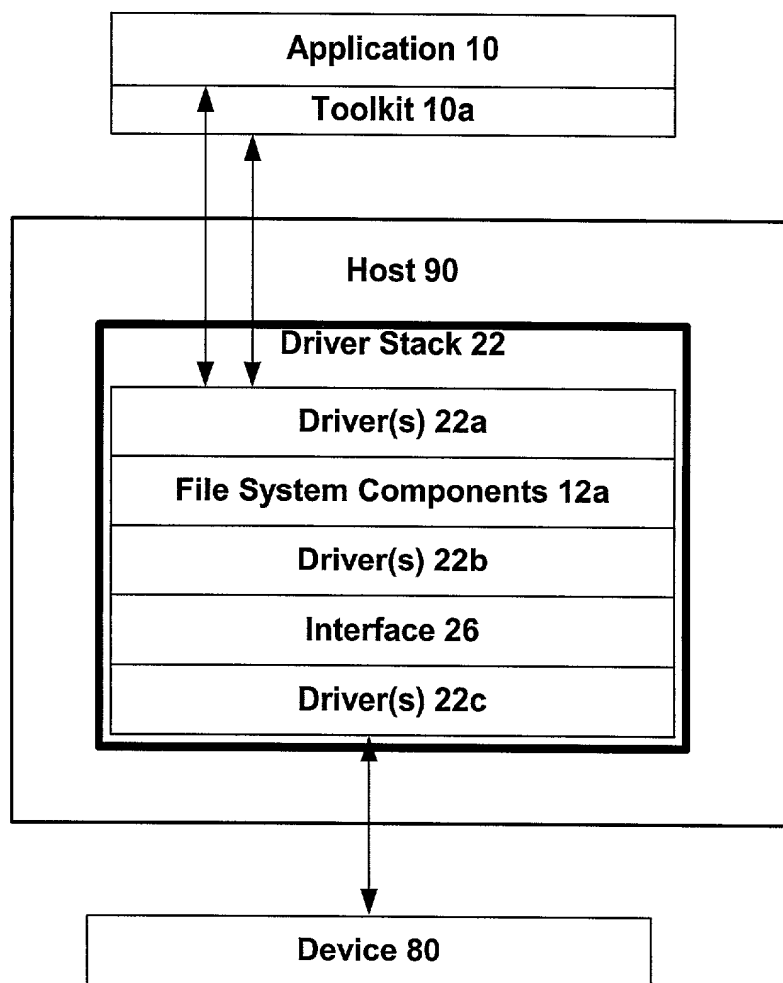 Application 10
Toolkit 10a
Host 90
Driver Stack 22
Driver(s) 22a
File System Components 12a
Driver(s) 22b
Interface 26
Driver(s) 22c
Device 80